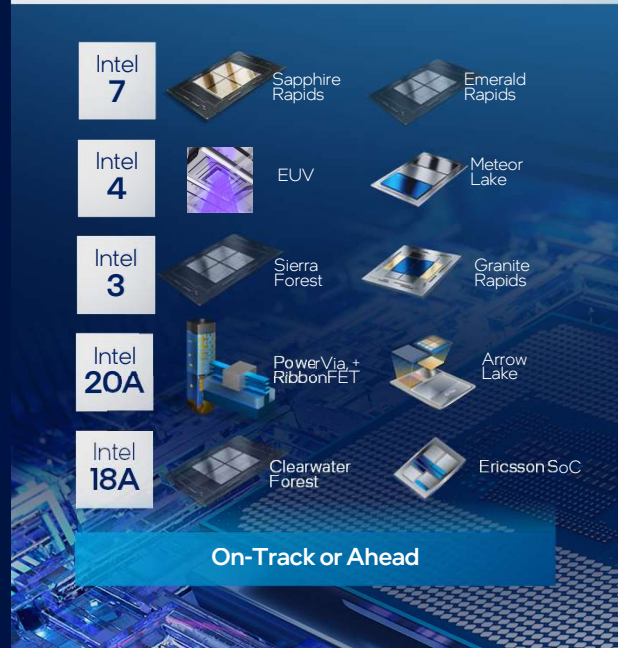 Intel
7
Sapphire
Rapids
Emerald
Rapids
Intel
4
EUV
Meteor
Lake
Intel
3
Sierra
Forest
Granite
Rapids
Intel
20A
PowerVia +
RibbonFET
Arrow
Lake
Intel
18A
Clearwater
Forest
Ericsson SoC
On-Track or Ahead